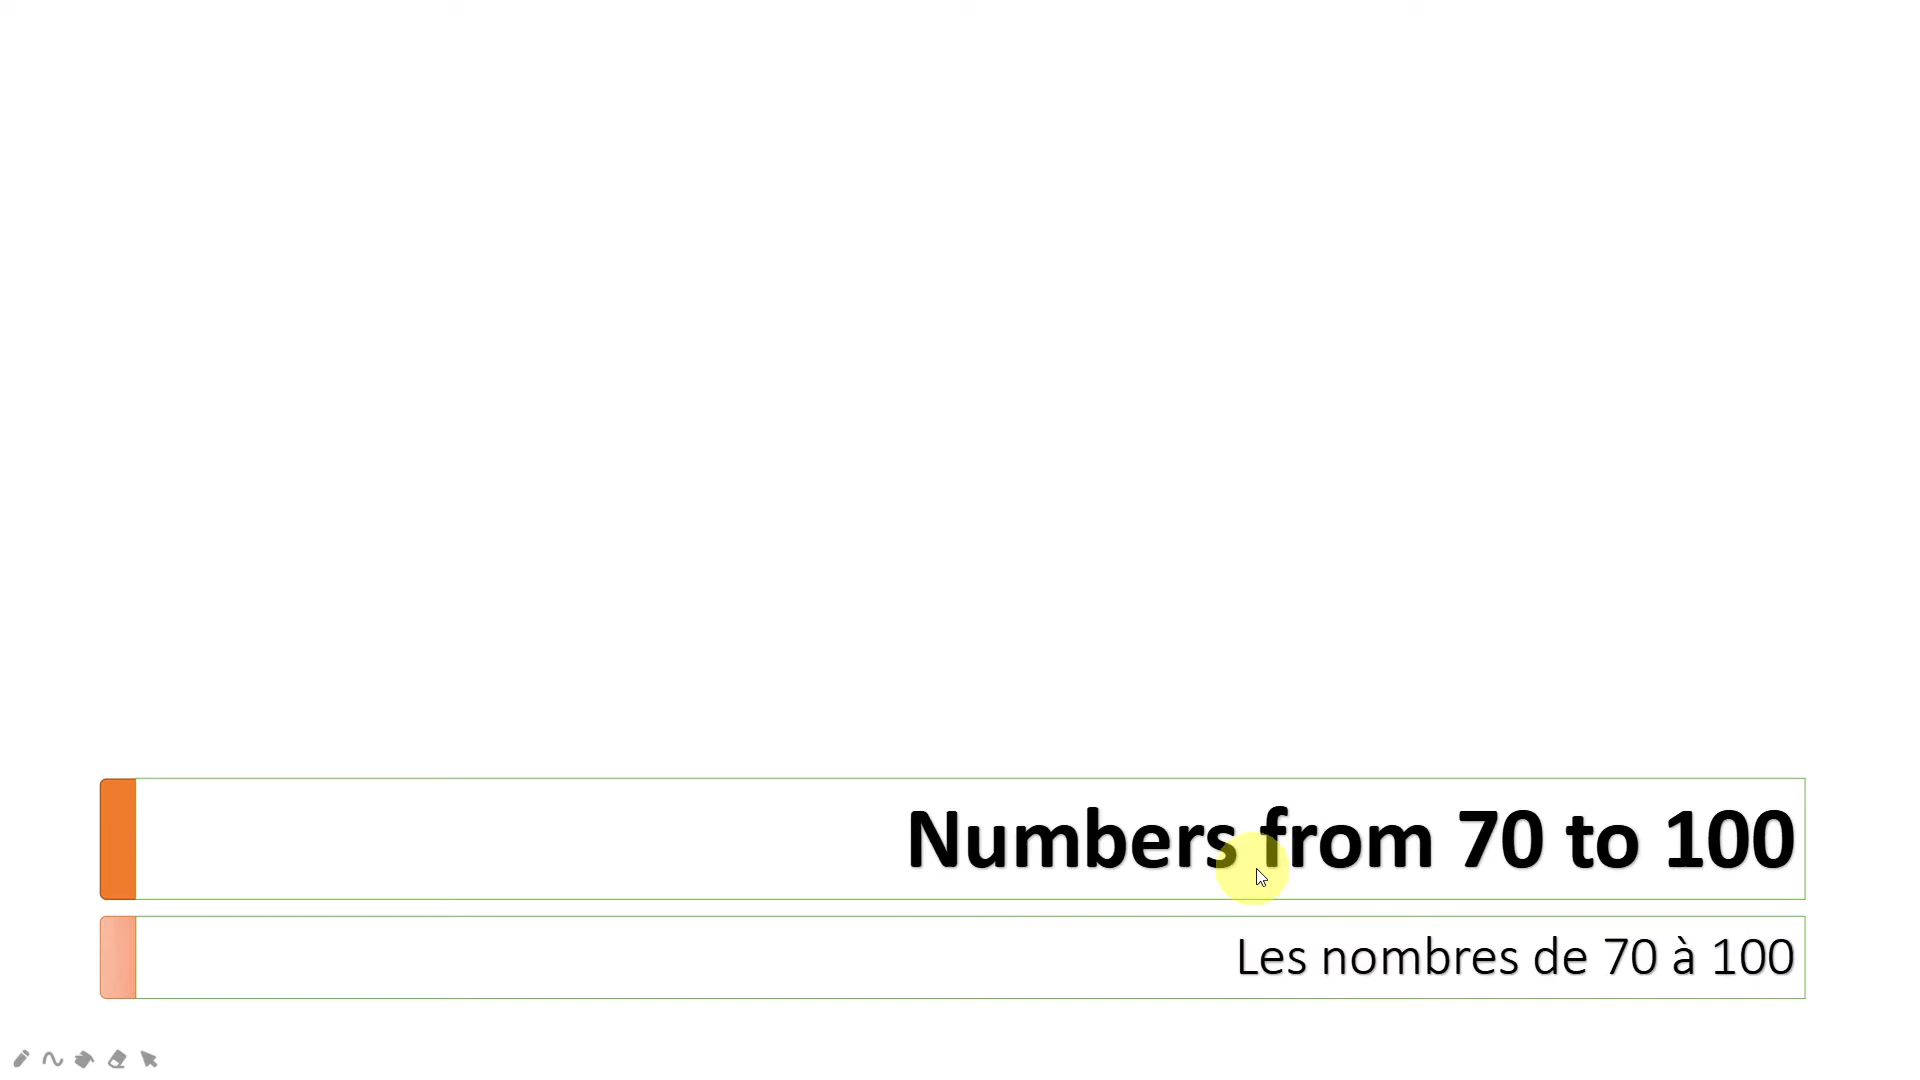 Numbers from 70 to 100
Les nombres de 70 à 100